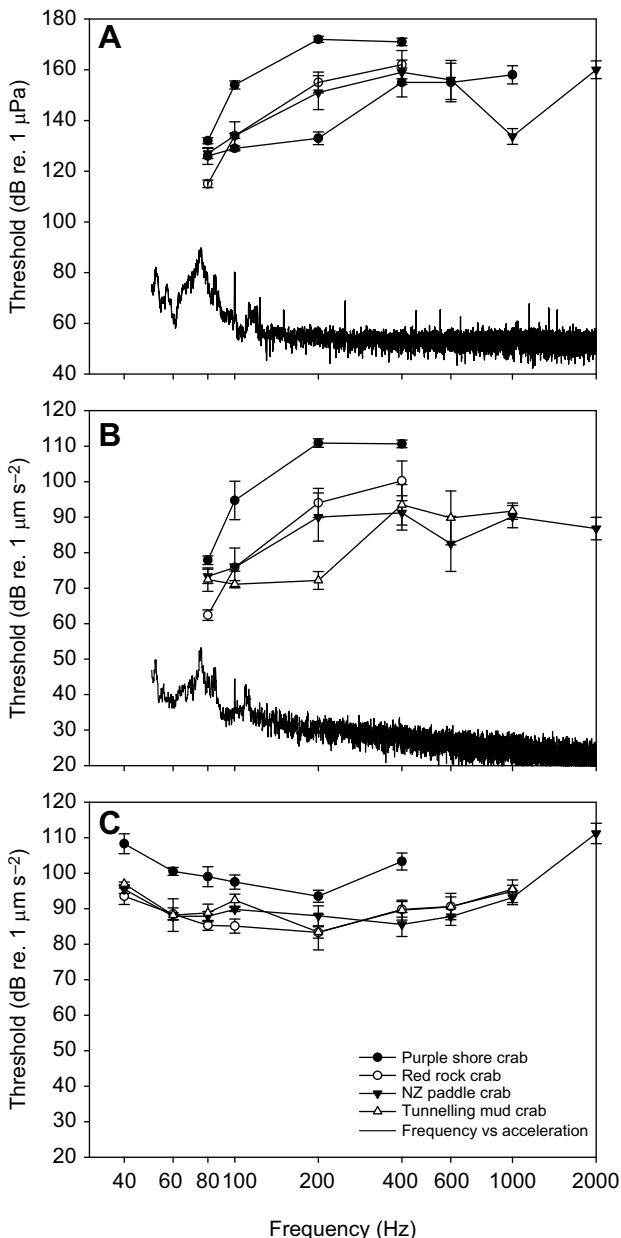 A
Threshold (dB re. 1 μPa)
180
160
140
120
100
80
60
40
B
Threshold (dB re. 1 μm s⁻²)
120
110
100
90
80
70
60
50
40
30
20
C
Threshold (dB re. 1 μm s⁻²)
120
110
100
90
80
70
60
50
40
30
20
Purple shore crab
Red rock crab
NZ paddle crab
Tunnelling mud crab
Frequency vs acceleration
40 60 80 100 200 400 600 1000 2000
Frequency (Hz)